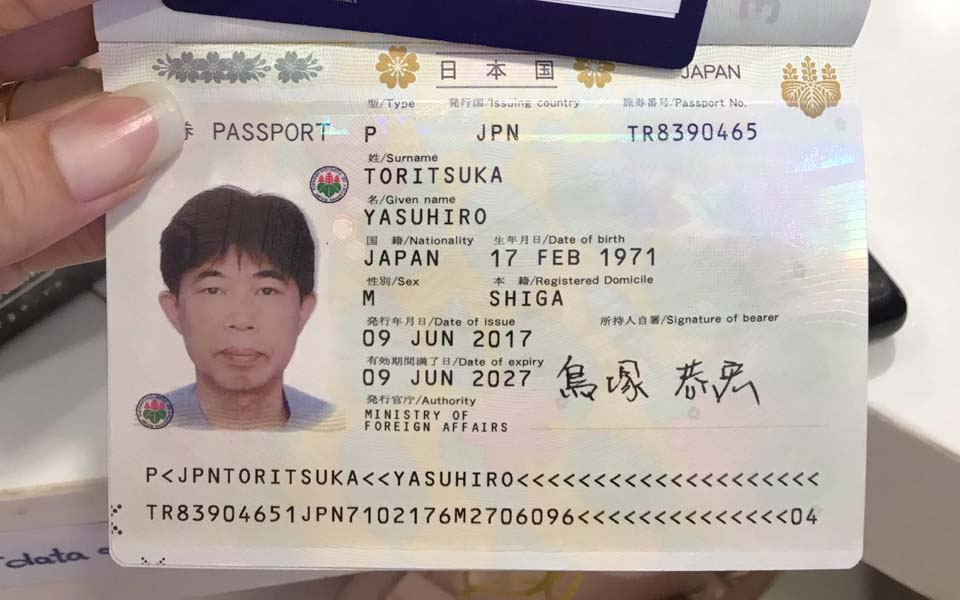 日本国 JAPAN
型/Type 発行国/Issuing country 旅券番号/Passport No.
券 PASSPORT P JPN TR8390465
姓/Surname
TORITSUKA
名/Given name
YASUHIRO
国 籍/Nationality 生年月日/Date of birth
JAPAN 17 FEB 1971
性別/Sex 本 籍/Registered Domicile
M SHIGA
発行年月日/Date of issue 所持人自署/Signature of bearer
09 JUN 2017
有効期間満了日/Date of expiry
09 JUN 2027 鳥塚 恭宏
発行官庁/Authority
MINISTRY OF
FOREIGN AFFAIRS
P<JPNTORITSUKA<<YASUHIRO<<<<<<<<<<<<<<<<<<<<
TR83904651JPN7102176M2706096<<<<<<<<<<<<<<04
data